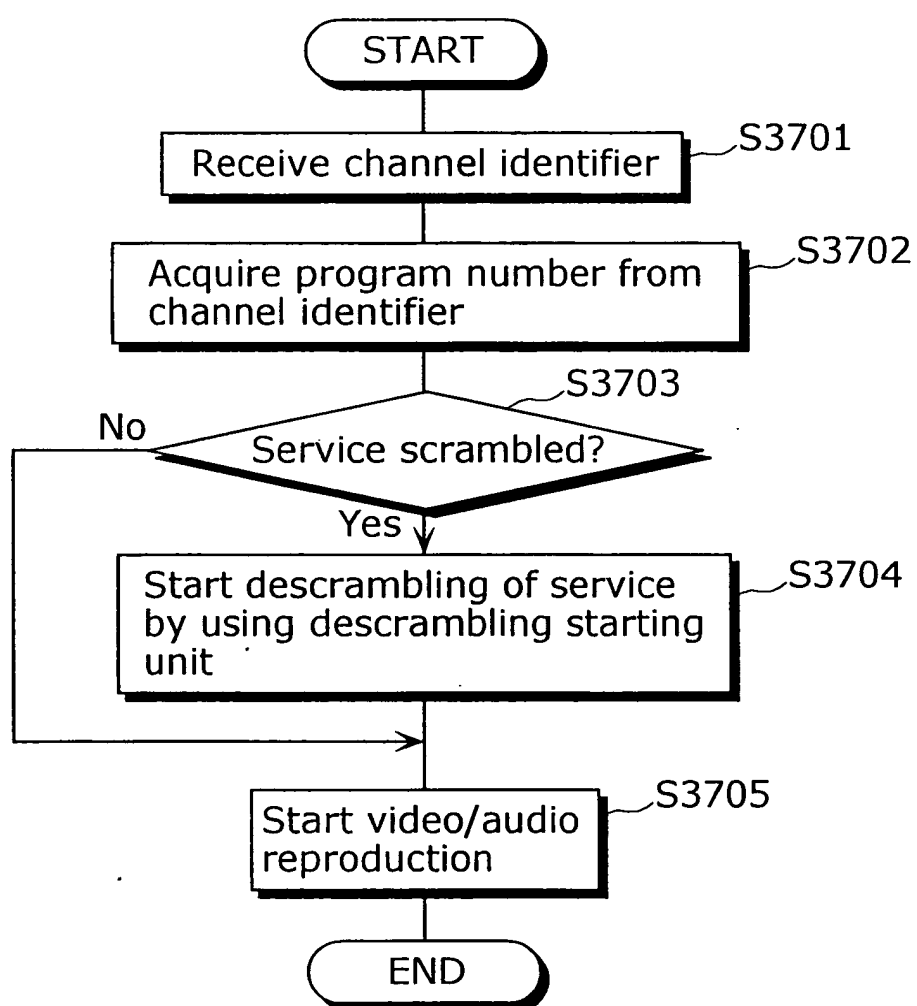 START
Receive channel identifier
S3701
Acquire program number from
channel identifier
S3702
S3703
No
Service scrambled?
Yes
Start descrambling of service
by using descrambling starting
unit
S3704
Start video/audio
reproduction
S3705
END